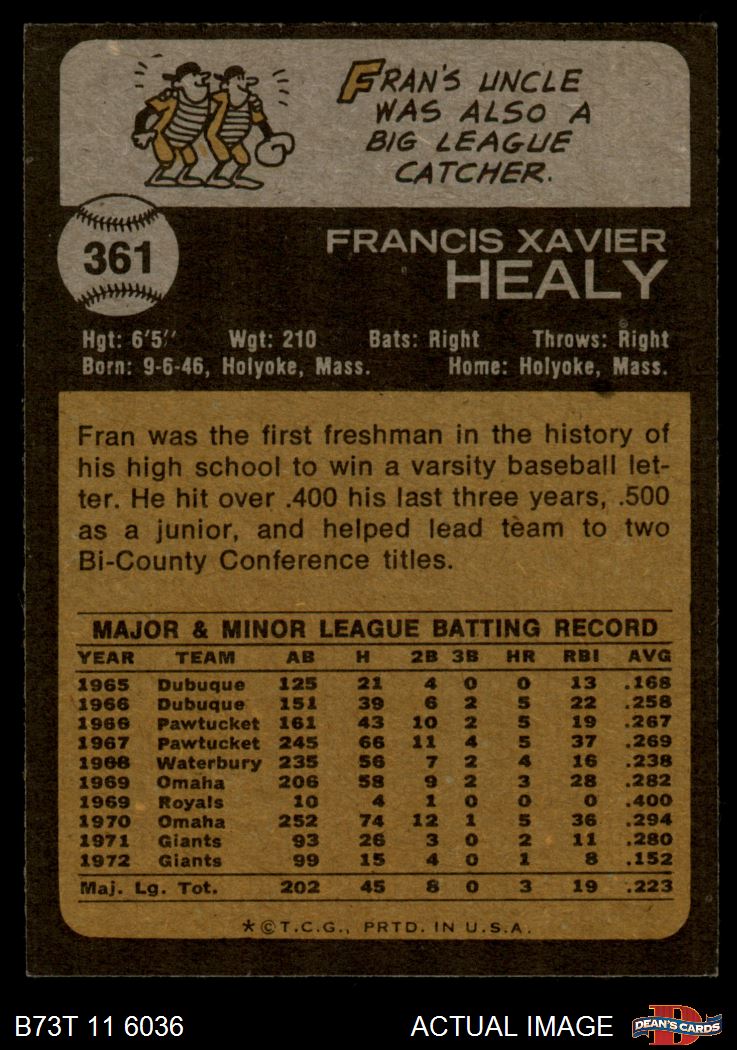 FRAN'S UNCLE
WAS ALSO A
BIG LEAGUE
CATCHER.
361
FRANCIS XAVIER
HEALY
Hgt: 6'5'' Wgt: 210 Bats: Right Throws: Right
Born: 9-6-46, Holyoke, Mass. Home: Holyoke, Mass.
Fran was the first freshman in the history of
his high school to win a varsity baseball let-
ter. He hit over .400 his last three years, .500
as a junior, and helped lead team to two
Bi-County Conference titles.
MAJOR & MINOR LEAGUE BATTING RECORD
YEAR TEAM AB H 2B 3B HR RBI AVG
1965 Dubuque 125 21 4 0 0 13 .168
1966 Dubuque 151 39 6 2 5 22 .258
1966 Pawtucket 161 43 10 2 5 19 .267
1967 Pawtucket 245 66 11 4 5 37 .269
1968 Waterbury 235 56 7 2 4 16 .238
1969 Omaha 206 58 9 2 3 28 .282
1969 Royals 10 4 1 0 0 0 .400
1970 Omaha 252 74 12 1 5 36 .294
1971 Giants 93 26 3 0 2 11 .280
1972 Giants 99 15 4 0 1 8 .152
Maj. Lg. Tot. 202 45 8 0 3 19 .223
*©T.C.G., PRTD. IN U.S.A.
B73T 11 6036 ACTUAL IMAGE D DEAN'S CARDS